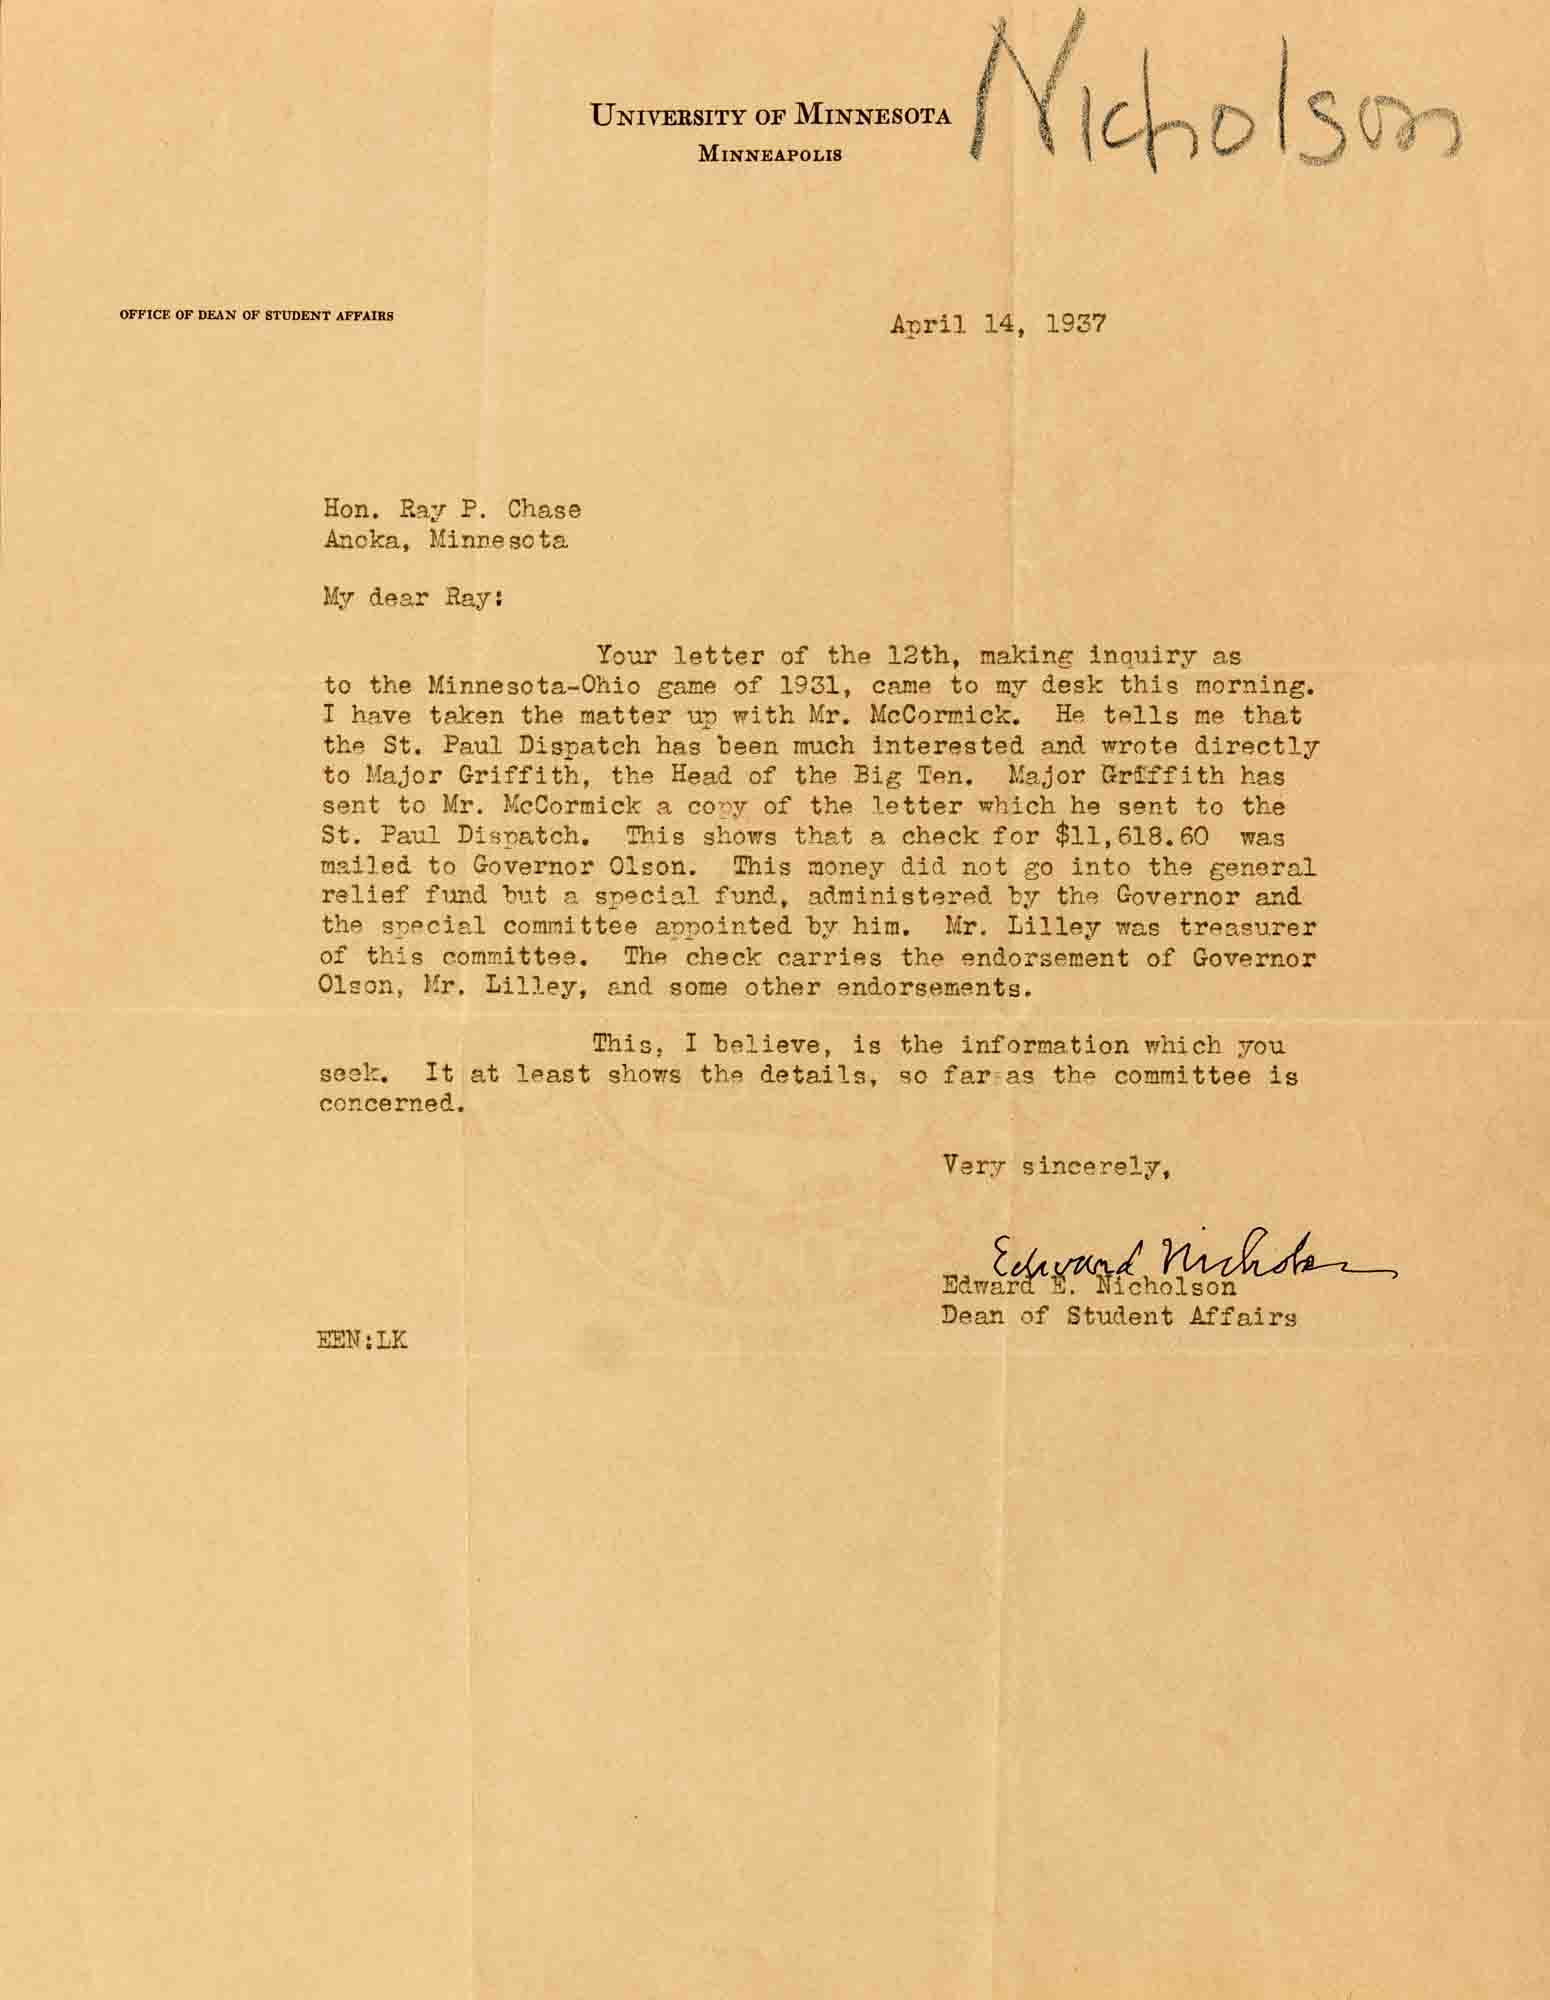 Nicholson
UNIVERSITY OF MINNESOTA
MINNEAPOLIS
OFFICE OF DEAN OF STUDENT AFFAIRS
April 14, 1937
Hon. Ray P. Chase
Anoka, Minnesota
My dear Ray:
Your letter of the 12th, making inquiry as
to the Minnesota-Ohio game of 1931, came to my desk this morning.
I have taken the matter up with Mr. McCormick. He tells me that
the St. Paul Dispatch has been much interested and wrote directly
to Major Griffith, the Head of the Big Ten. Major Griffith has
sent to Mr. McCormick a copy of the letter which he sent to the
St. Paul Dispatch. This shows that a check for $11,618.60 was
mailed to Governor Olson. This money did not go into the general
relief fund but a special fund, administered by the Governor and
the special committee appointed by him. Mr. Lilley was treasurer
of this committee. The check carries the endorsement of Governor
Olson, Mr. Lilley, and some other endorsements.
This, I believe, is the information which you
seek. It at least shows the details, so far as the committee is
concerned.
Very sincerely,
Edward Nicholson
Edward E. Nicholson
Dean of Student Affairs
EEN:LK